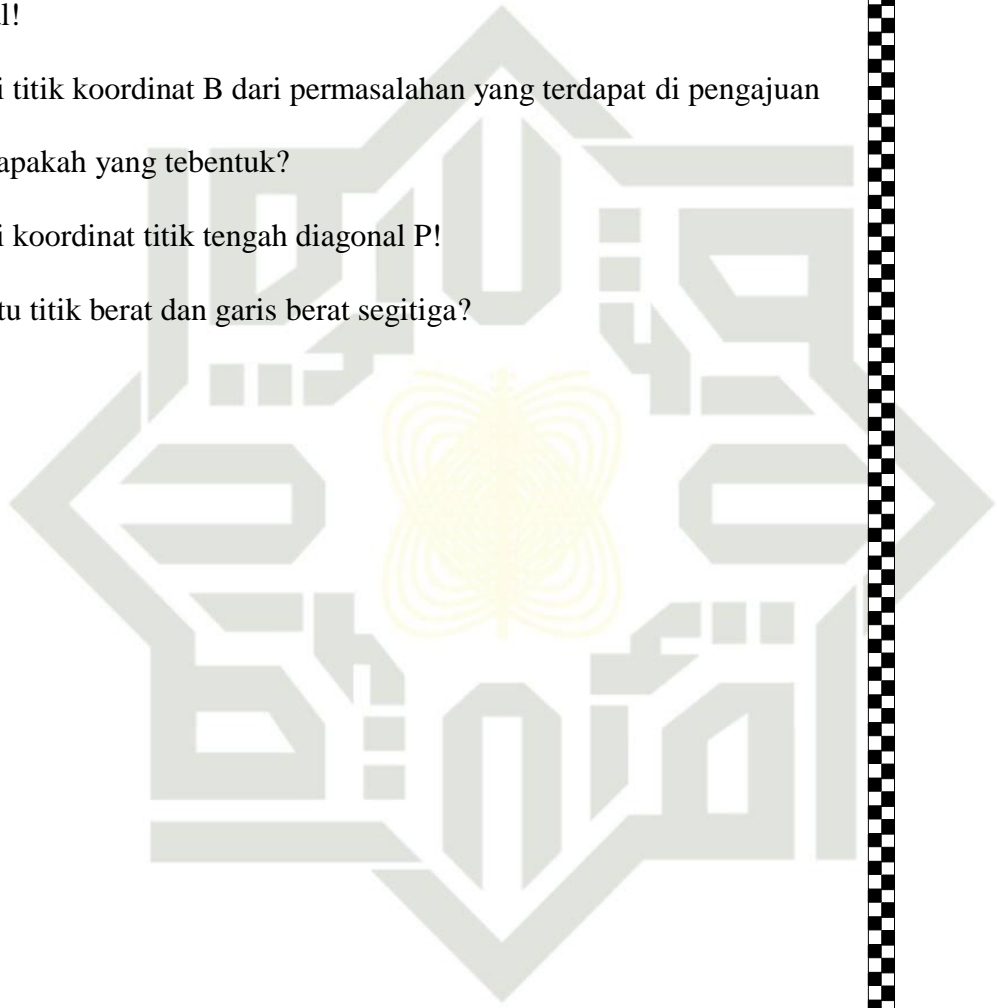 l!
i titik koordinat B dari permasalahan yang terdapat di pengajuan
apakah yang tebentuk?
i koordinat titik tengah diagonal P!
tu titik berat dan garis berat segitiga?